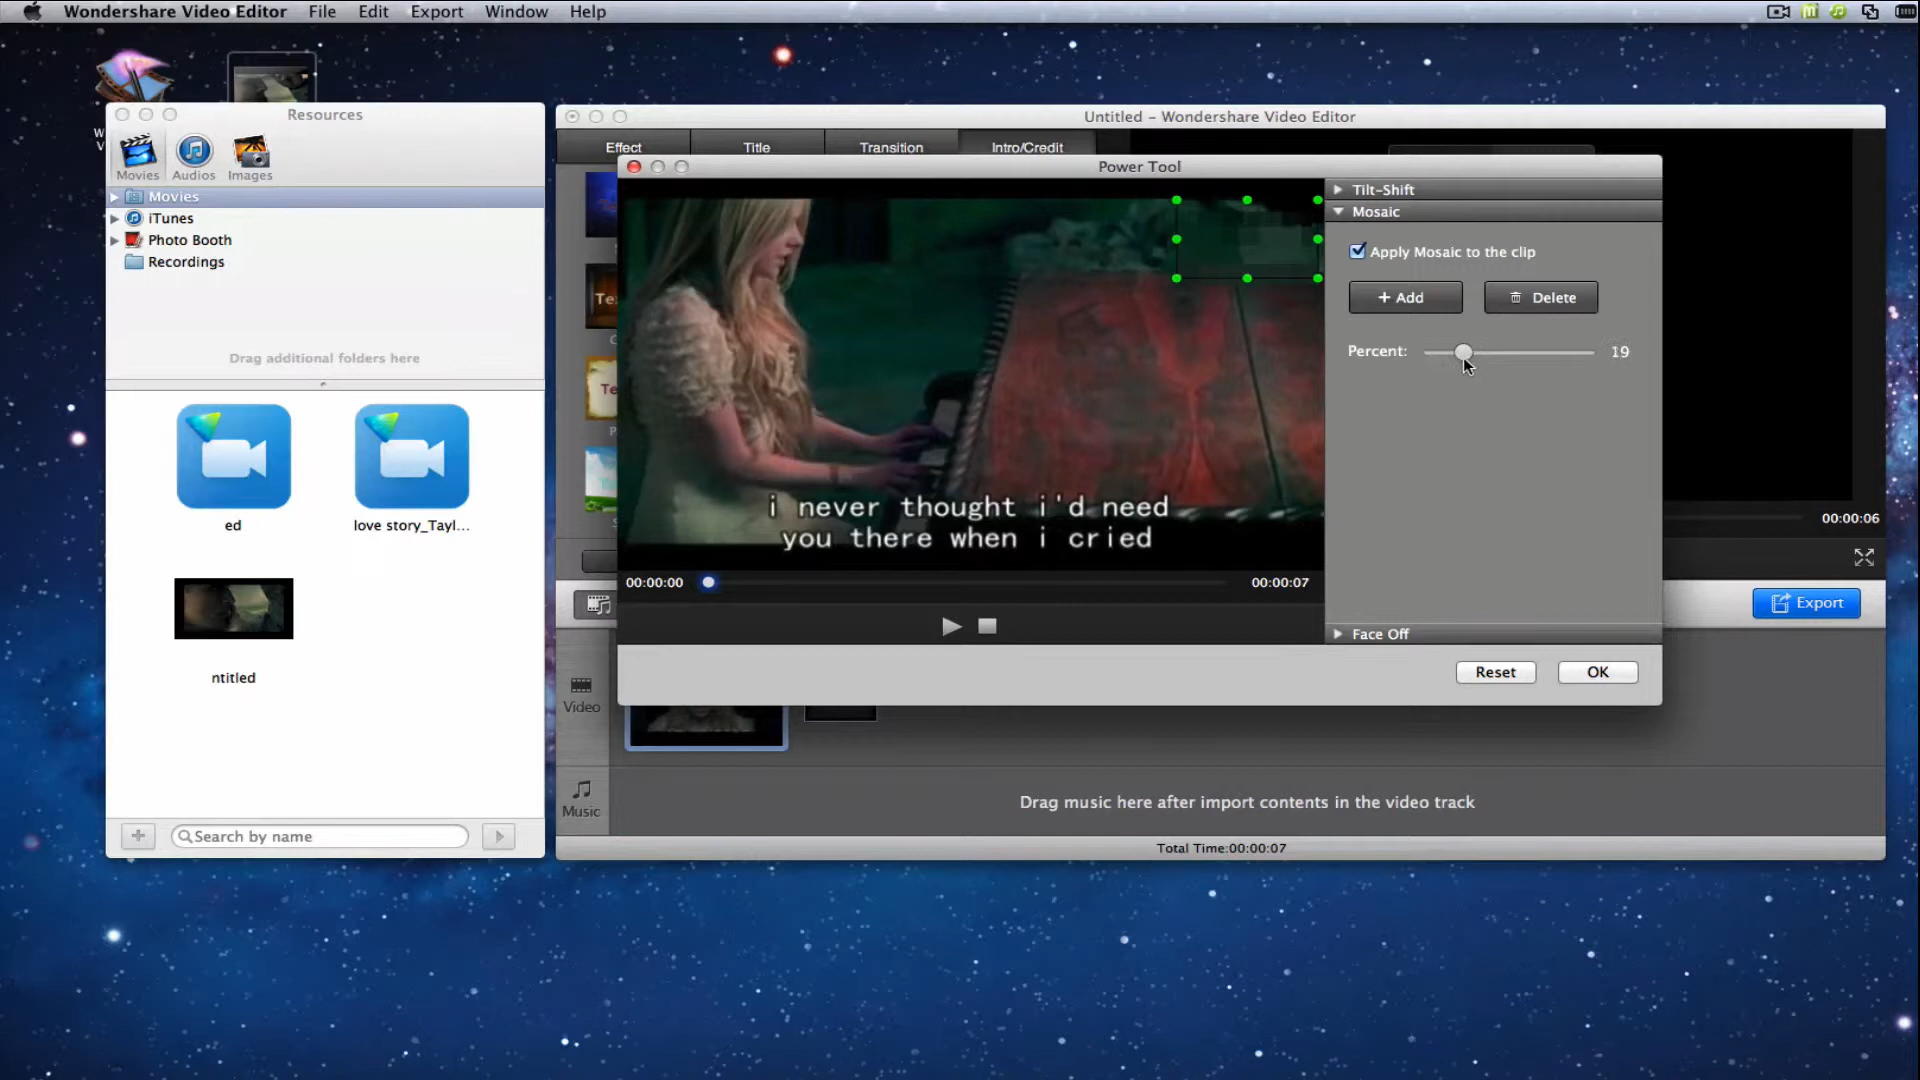 Wondershare Video Editor File Edit Export Window Help
Resources
Movies Audios Images
Movies
iTunes
Photo Booth
Recordings
Drag additional folders here
ed
love story_Tayl...
ntitled
Search by name
Untitled - Wondershare Video Editor
Effect Title Transition Intro/Credit
Power Tool
Tilt-Shift
Mosaic
Apply Mosaic to the clip
+ Add
Delete
Percent: 19
i never thought i'd need
you there when i cried
00:00:00
00:00:07
Face Off
Reset
OK
00:00:06
Export
Video
Music
Drag music here after import contents in the video track
Total Time:00:00:07